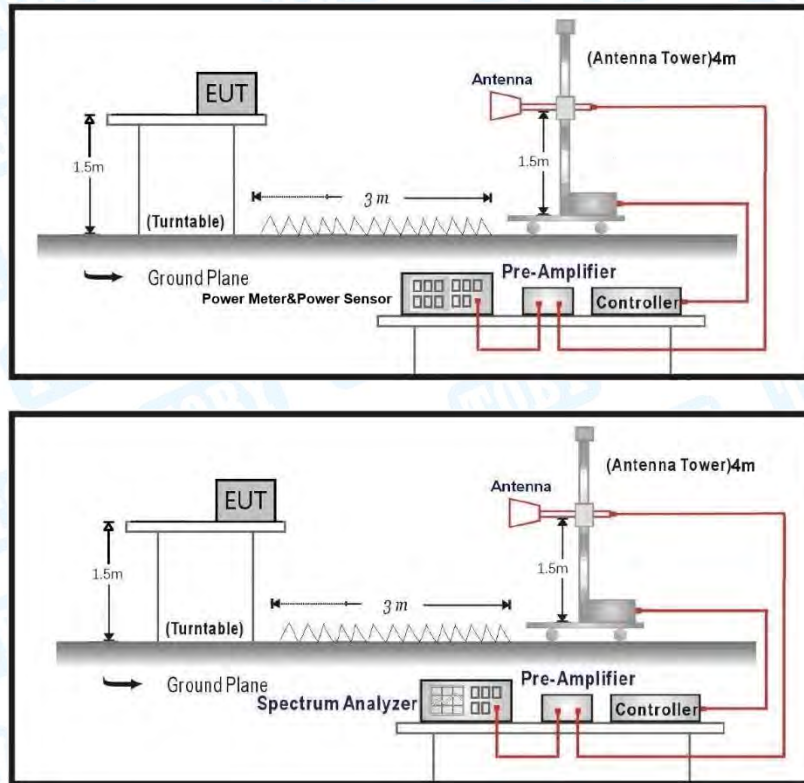 (Antenna Tower)4m
Antenna
EUT
1.5m
1.5m
3 m
(Turntable)
Ground Plane
Pre-Amplifier
Power Meter&Power Sensor
Controller
(Antenna Tower)4m
Antenna
EUT
1.5m
1.5m
3 m
(Turntable)
Ground Plane
Pre-Amplifier
Spectrum Analyzer
Controller